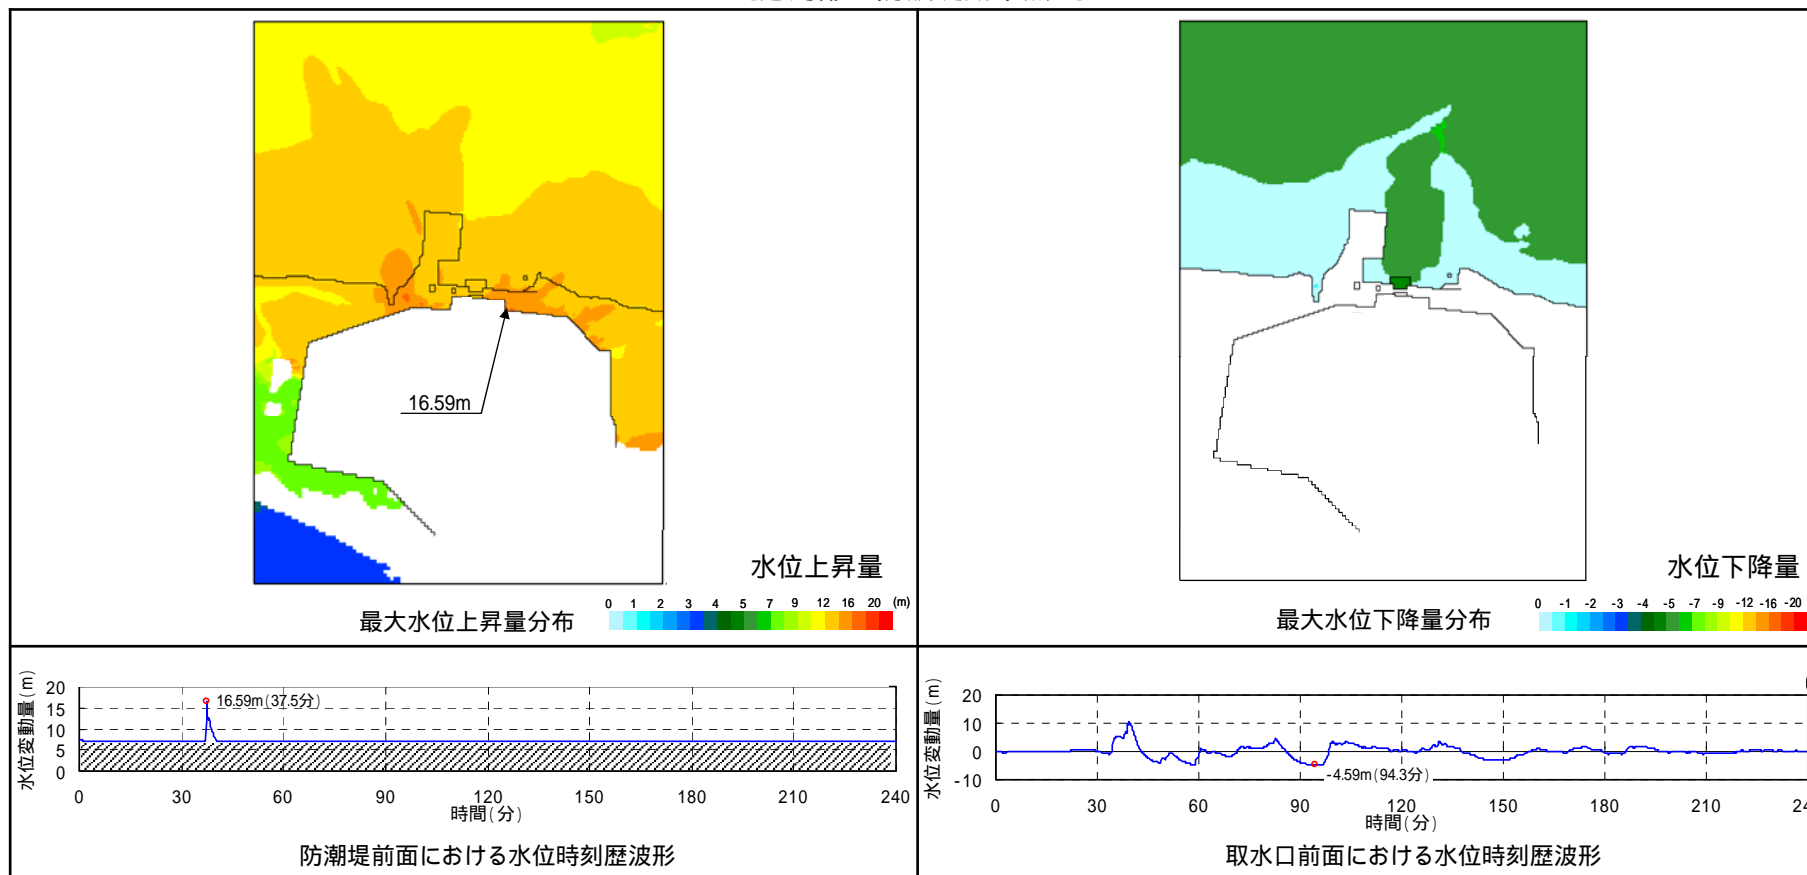 16.59m
水位上昇量
最大水位上昇量分布
0 1 2 3 4 5 7 9 12 16 20 (m)
水位下降量
最大水位下降量分布
0 -1 -2 -3 -4 -5 -7 -9 -12 -16 -20
水位変動量(m)
20
15
10
5
0
16.59m(37.5分)
0 30 60 90 120 150 180 210 240
時間(分)
防潮堤前面における水位時刻歴波形
水位変動量(m)
20
10
0
-10
-4.59m(94.3分)
0 30 60 90 120 150 180 210
時間(分)
取水口前面における水位時刻歴波形